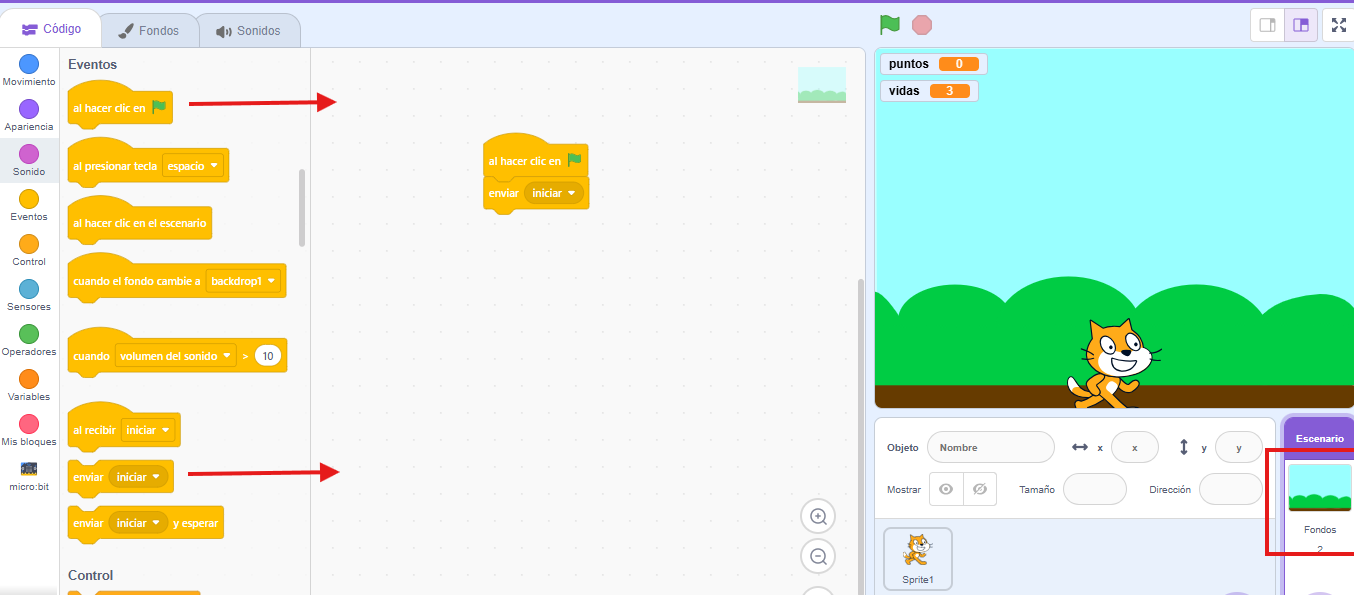 Código
Fondos
Sonidos
Movimiento
Apariencia
Sonido
Eventos
Control
Sensores
Operadores
Variables
Mis bloques
micro:bit
Eventos
al hacer clic en
al presionar tecla espacio
al hacer clic en el escenario
cuando el fondo cambie a backdrop1
cuando volumen del sonido > 10
al recibir iniciar
enviar iniciar
enviar iniciar y esperar
Control
al hacer clic en
enviar iniciar
puntos 0
vidas 3
Objeto Nombre x x y y
Mostrar Tamaño Dirección
Sprite1
Escenario
Fondos
2